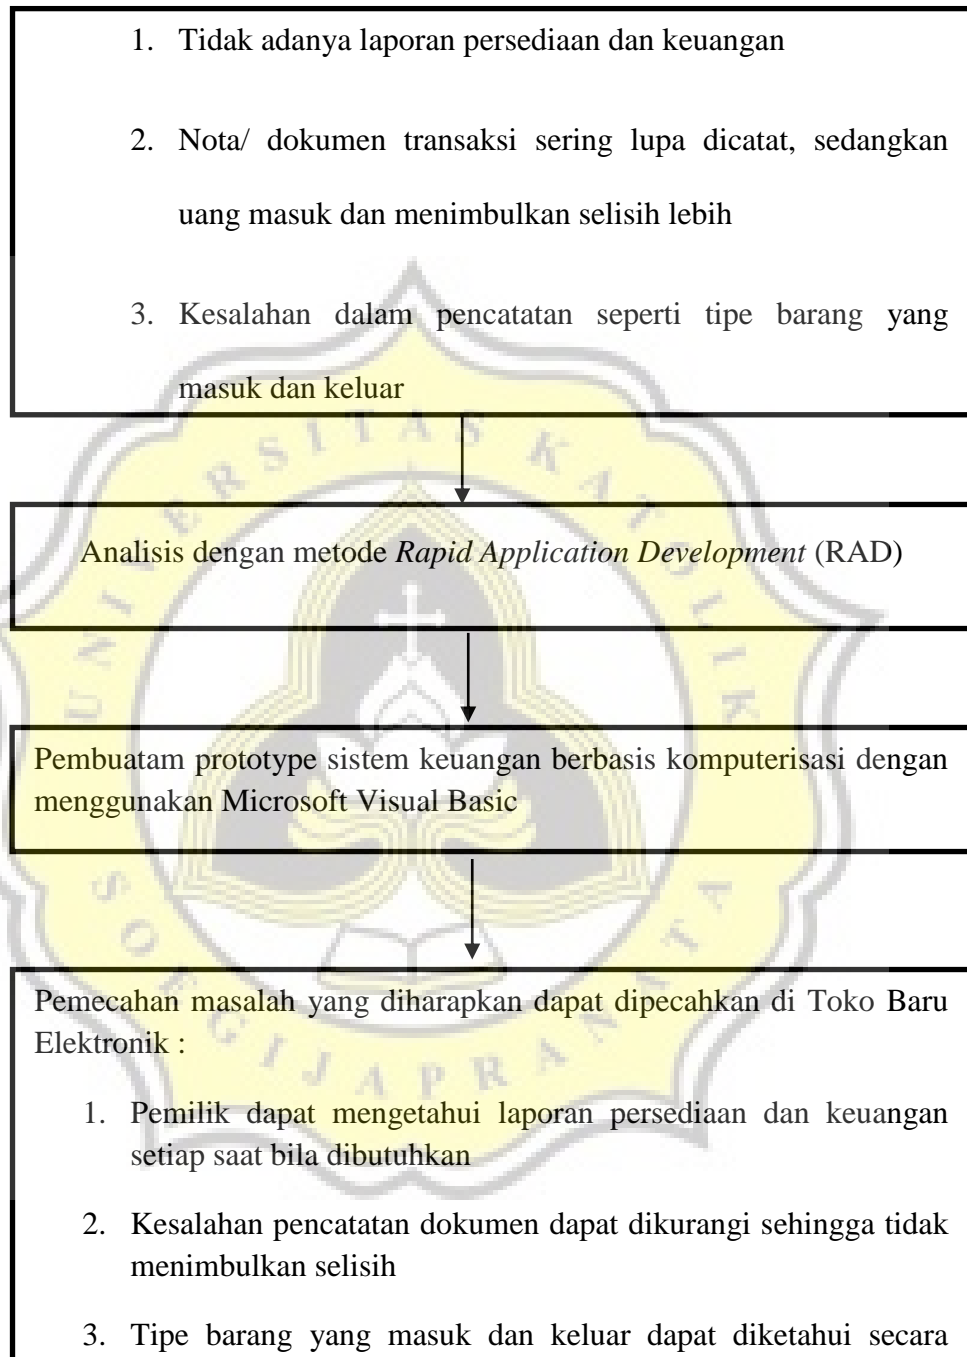 1. Tidak adanya laporan persediaan dan keuangan
2. Nota/ dokumen transaksi sering lupa dicatat, sedangkan
uang masuk dan menimbulkan selisih lebih
3. Kesalahan dalam pencatatan seperti tipe barang yang
masuk dan keluar
UNIVERSITAS KATOLIK
Analisis dengan metode Rapid Application Development (RAD)
Pembuatam prototype sistem keuangan berbasis komputerisasi dengan
menggunakan Microsoft Visual Basic
SOEGIJAPRANATA
Pemecahan masalah yang diharapkan dapat dipecahkan di Toko Baru
Elektronik :
1. Pemilik dapat mengetahui laporan persediaan dan keuangan
setiap saat bila dibutuhkan
2. Kesalahan pencatatan dokumen dapat dikurangi sehingga tidak
menimbulkan selisih
3. Tipe barang yang masuk dan keluar dapat diketahui secara